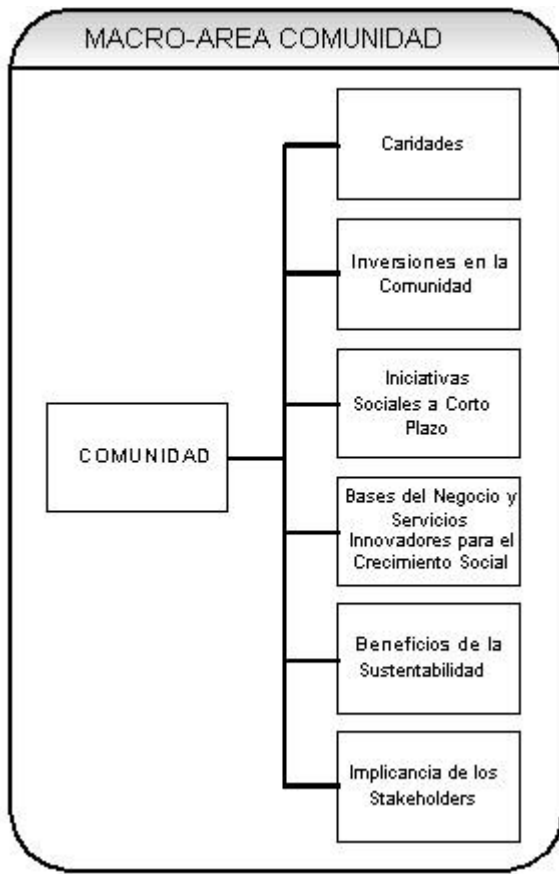 MACRO-AREA COMUNIDAD
Caridades
Inversiones en la
Comunidad
Iniciativas
Sociales a Corto
Plazo
COMUNIDAD
Bases del Negocio y
Servicios
Innovadores para el
Crecimiento Social
Beneficios de la
Sustentabilidad
Implicancia de los
Stakeholders